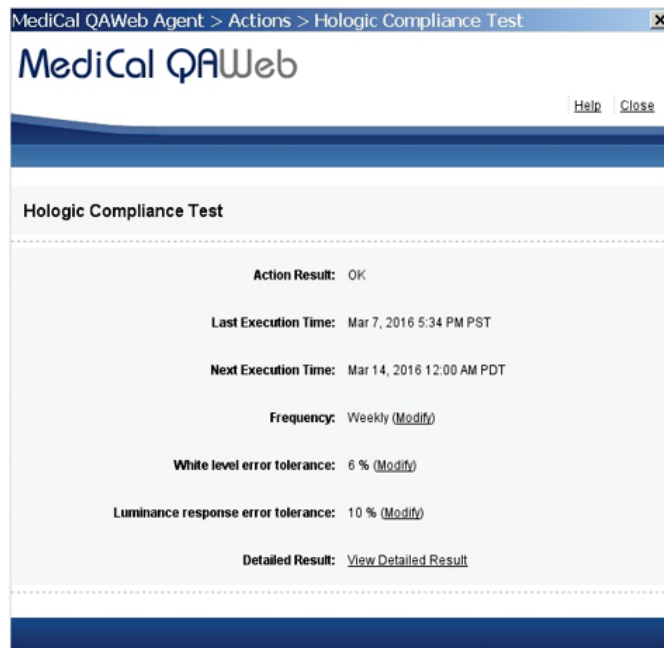 MediCal QAWeb Agent > Actions > Hologic Compliance Test
MediCal QAWeb
Help Close
Hologic Compliance Test
Action Result: OK
Last Execution Time: Mar 7, 2016 5:34 PM PST
Next Execution Time: Mar 14, 2016 12:00 AM PDT
Frequency: Weekly (Modify)
White level error tolerance: 6 % (Modify)
Luminance response error tolerance: 10 % (Modify)
Detailed Result: View Detailed Result